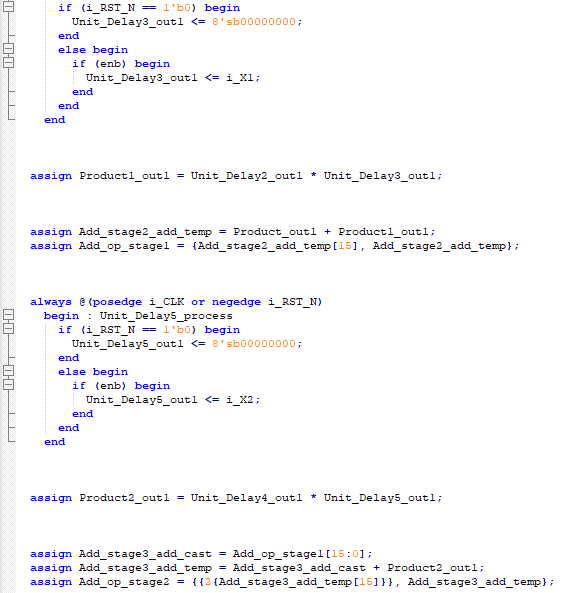 if (i_RST_N == 1'b0) begin
Unit_Delay3_out1 <= 8'sb00000000;
end
else begin
if (enb) begin
Unit_Delay3_out1 <= i_X1;
end
end
end
assign Product1_out1 = Unit_Delay2_out1 * Unit_Delay3_out1;
assign Add_stage2_add_temp = Product_out1 + Product1_out1;
assign Add_op_stage1 = {Add_stage2_add_temp[15], Add_stage2_add_temp};
always @(posedge i_CLK or negedge i_RST_N)
begin : Unit_Delay5_process
if (i_RST_N == 1'b0) begin
Unit_Delay5_out1 <= 8'sb00000000;
end
else begin
if (enb) begin
Unit_Delay5_out1 <= i_X2;
end
end
end
assign Product2_out1 = Unit_Delay4_out1 * Unit_Delay5_out1;
assign Add_stage3_add_cast = Add_op_stage1[15:0];
assign Add_stage3_add_temp = Add_stage3_add_cast + Product2_out1;
assign Add_op_stage2 = {{2{Add_stage3_add_temp[15]}}, Add_stage3_add_temp};